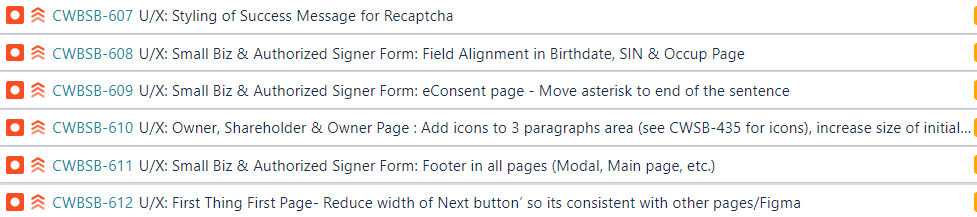 CWBSB-607 U/X: Styling of Success Message for Recaptcha
CWBSB-608 U/X: Small Biz & Authorized Signer Form: Field Alignment in Birthdate, SIN & Occup Page
CWBSB-609 U/X: Small Biz & Authorized Signer Form: eConsent page - Move asterisk to end of the sentence
CWBSB-610 U/X: Owner, Shareholder & Owner Page : Add icons to 3 paragraphs area (see CWSB-435 for icons), increase size of initial...
CWBSB-611 U/X: Small Biz & Authorized Signer Form: Footer in all pages (Modal, Main page, etc.)
CWBSB-612 U/X: First Thing First Page- Reduce width of Next button’ so its consistent with other pages/Figma